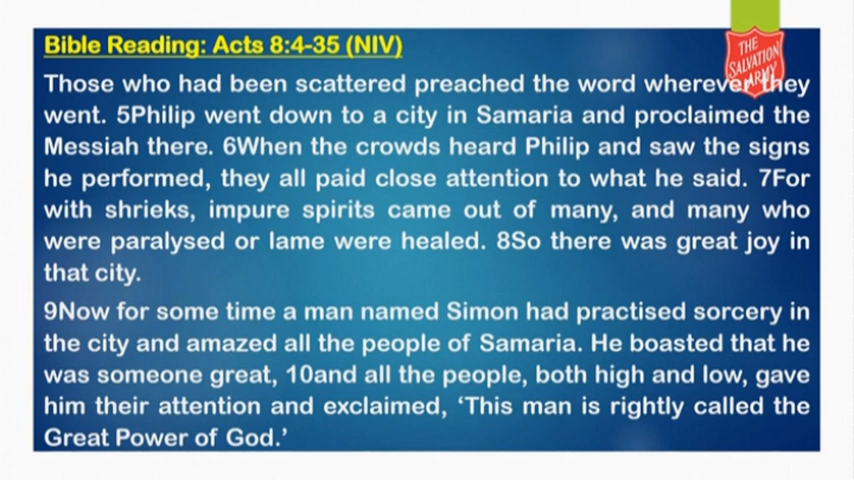 Bible Reading: Acts 8:4-35 (NIV)
THE
SALVATION
ARMY
Those who had been scattered preached the word wherever they
went. 5Philip went down to a city in Samaria and proclaimed the
Messiah there. 6When the crowds heard Philip and saw the signs
he performed, they all paid close attention to what he said. 7For
with shrieks, impure spirits came out of many, and many who
were paralysed or lame were healed. 8So there was great joy in
that city.
9Now for some time a man named Simon had practised sorcery in
the city and amazed all the people of Samaria. He boasted that he
was someone great, 10and all the people, both high and low, gave
him their attention and exclaimed, ‘This man is rightly called the
Great Power of God.’